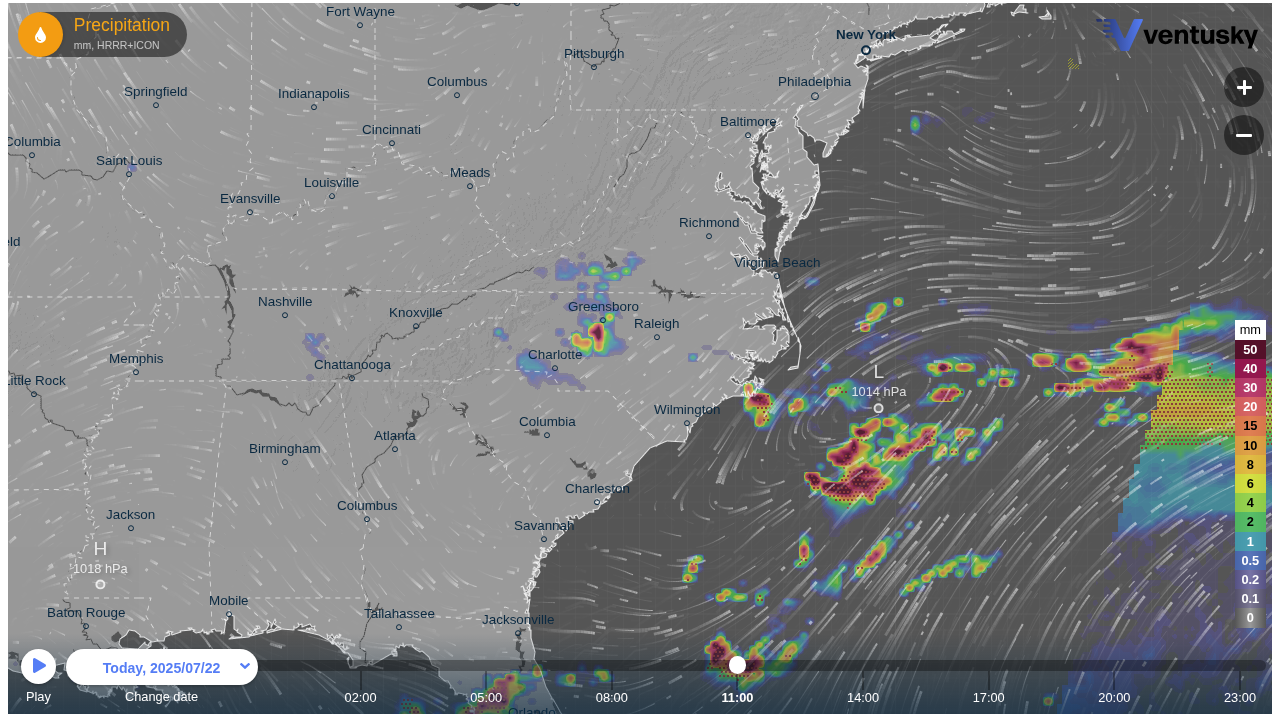 Precipitation
mm, HRRR+ICON
ventusky
Fort Wayne
New York
Pittsburgh
Columbus
Philadelphia
Springfield
Indianapolis
Baltimore
Cincinnati
Columbia
Saint Louis
Meads
Louisville
Evansville
Richmond
eld
Virginia Beach
Nashville
Knoxville
Greensboro
Raleigh
mm
50
Memphis
Chattanooga
Charlotte
40
L
Little Rock
1014 hPa
30
Wilmington
20
Columbia
15
Atlanta
Birmingham
10
8
Charleston
6
Columbus
4
Jackson
Savannah
2
1
H
1018 hPa
0.5
0.2
Mobile
0.1
Baton Rouge
Tallahassee
Jacksonville
0
Today, 2025/07/22
Play
Change date
02:00
05:00
08:00
11:00
14:00
17:00
20:00
23:00
Orlando